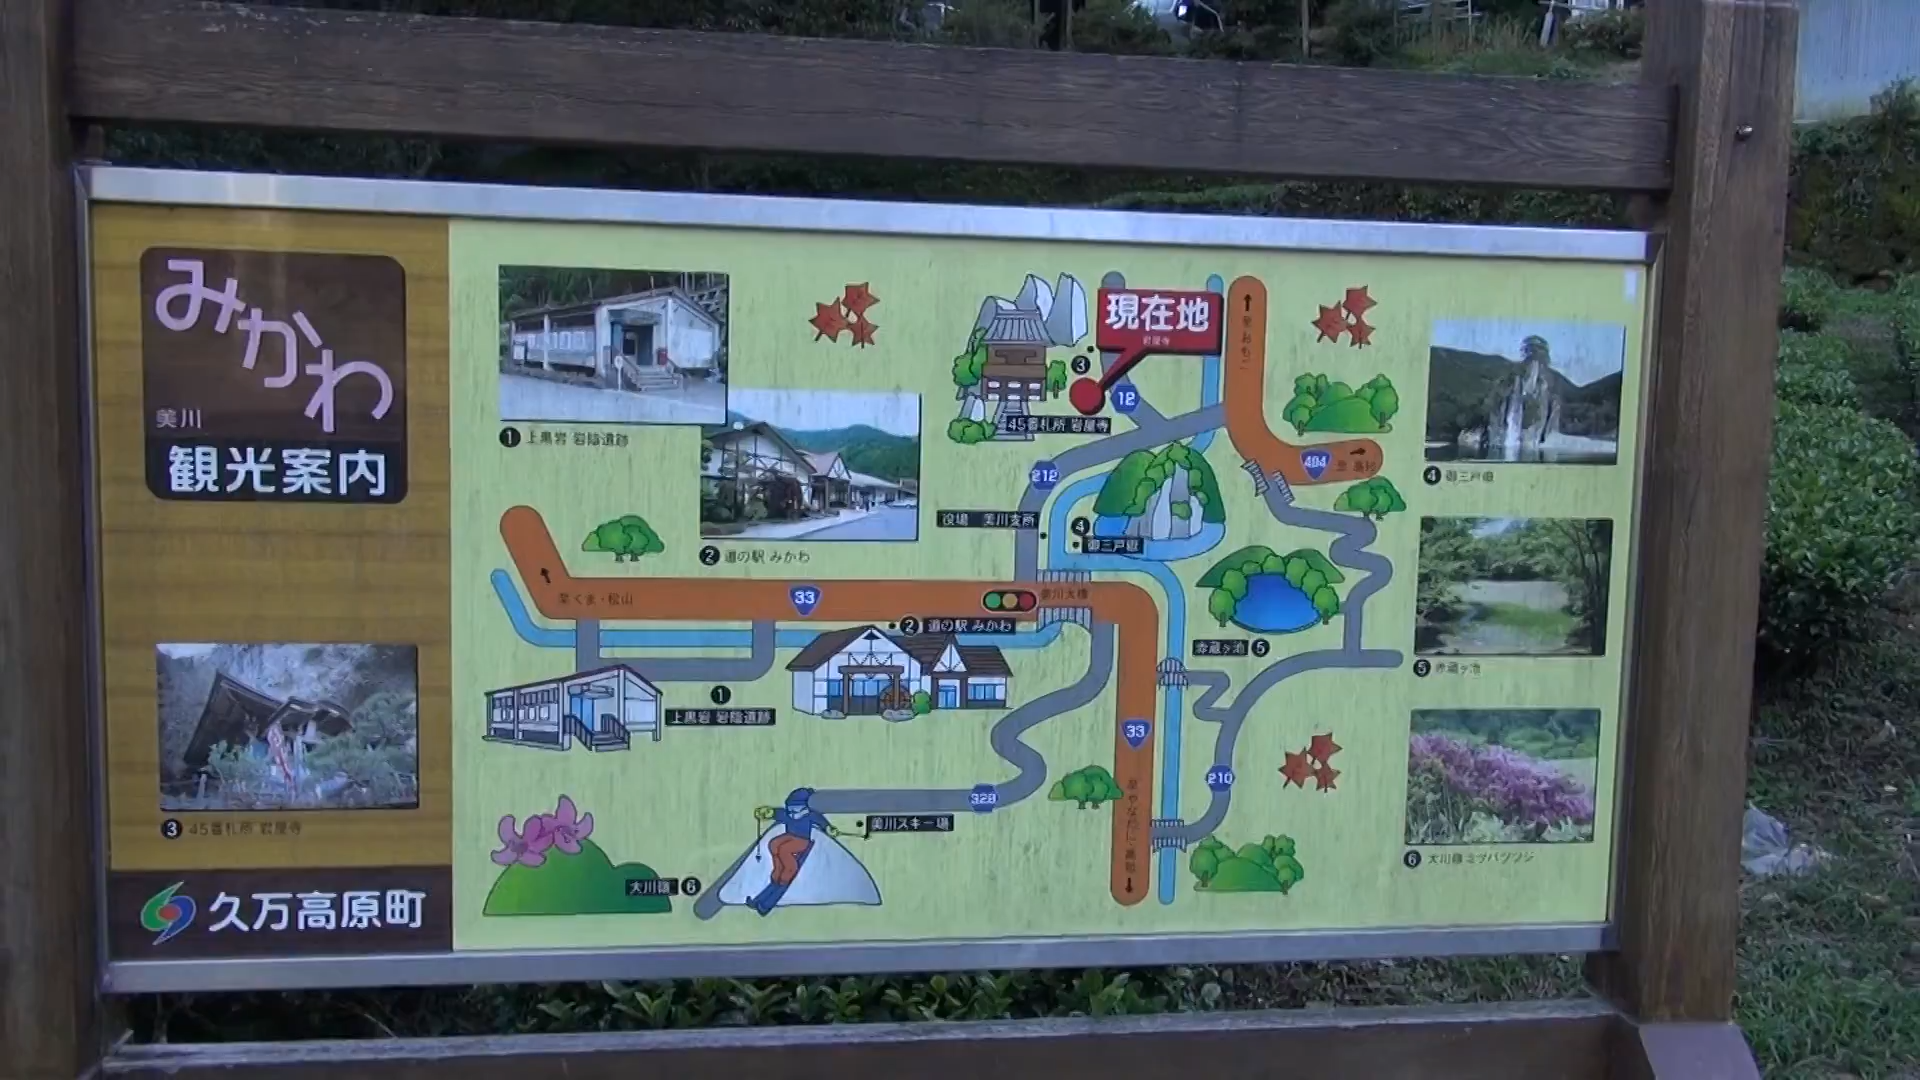 みかわ
美川
観光案内
❸ 45番札所 岩屋寺
久万高原町
❶ 上黒岩 岩陰遺跡
❷ 道の駅 みかわ
現在地
岩屋寺
❸
45番札所 岩屋寺
12
212
役場 美川支所
❹
御三戸嶽
494
33
美川大橋
至くま・松山
❷ 道の駅 みかわ
赤蔵ヶ池 ❺
❶
上黒岩 岩陰遺跡
33
210
328
美川スキー場
大川嶺 ❻
❹ 御三戸嶽
❺ 赤蔵ヶ池
❻ 大川嶺ミツバツツジ